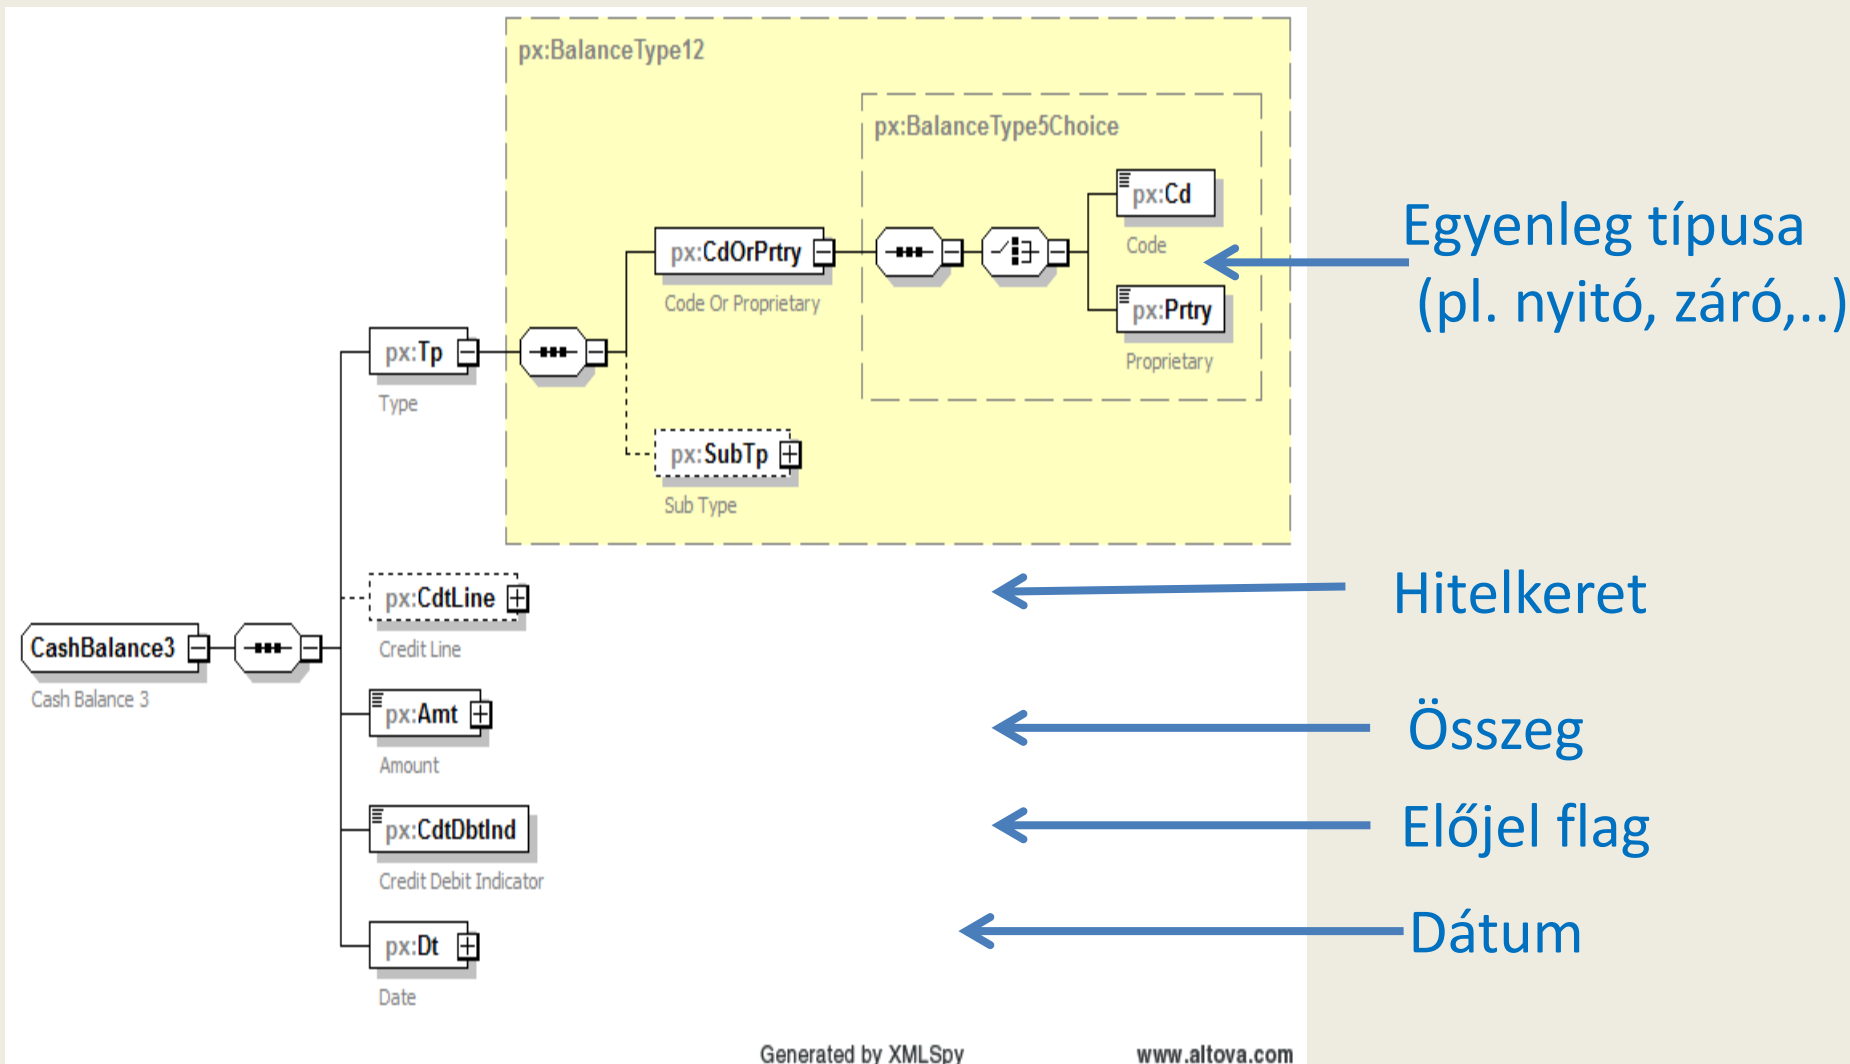 px:BalanceType12
px:BalanceType5Choice
px:Cd
Code
px:CdOrPrtry
Code Or Proprietary
px:Prtry
Proprietary
Egyenleg típusa
(pl. nyitó, záró,..)
px:Tp
Type
px:SubTp
Sub Type
px:CdtLine
Credit Line
Hitelkeret
CashBalance3
Cash Balance 3
px:Amt
Amount
Összeg
px:CdtDbtInd
Credit Debit Indicator
Előjel flag
px:Dt
Date
Dátum
Generated by XMLSpy
www.altova.com